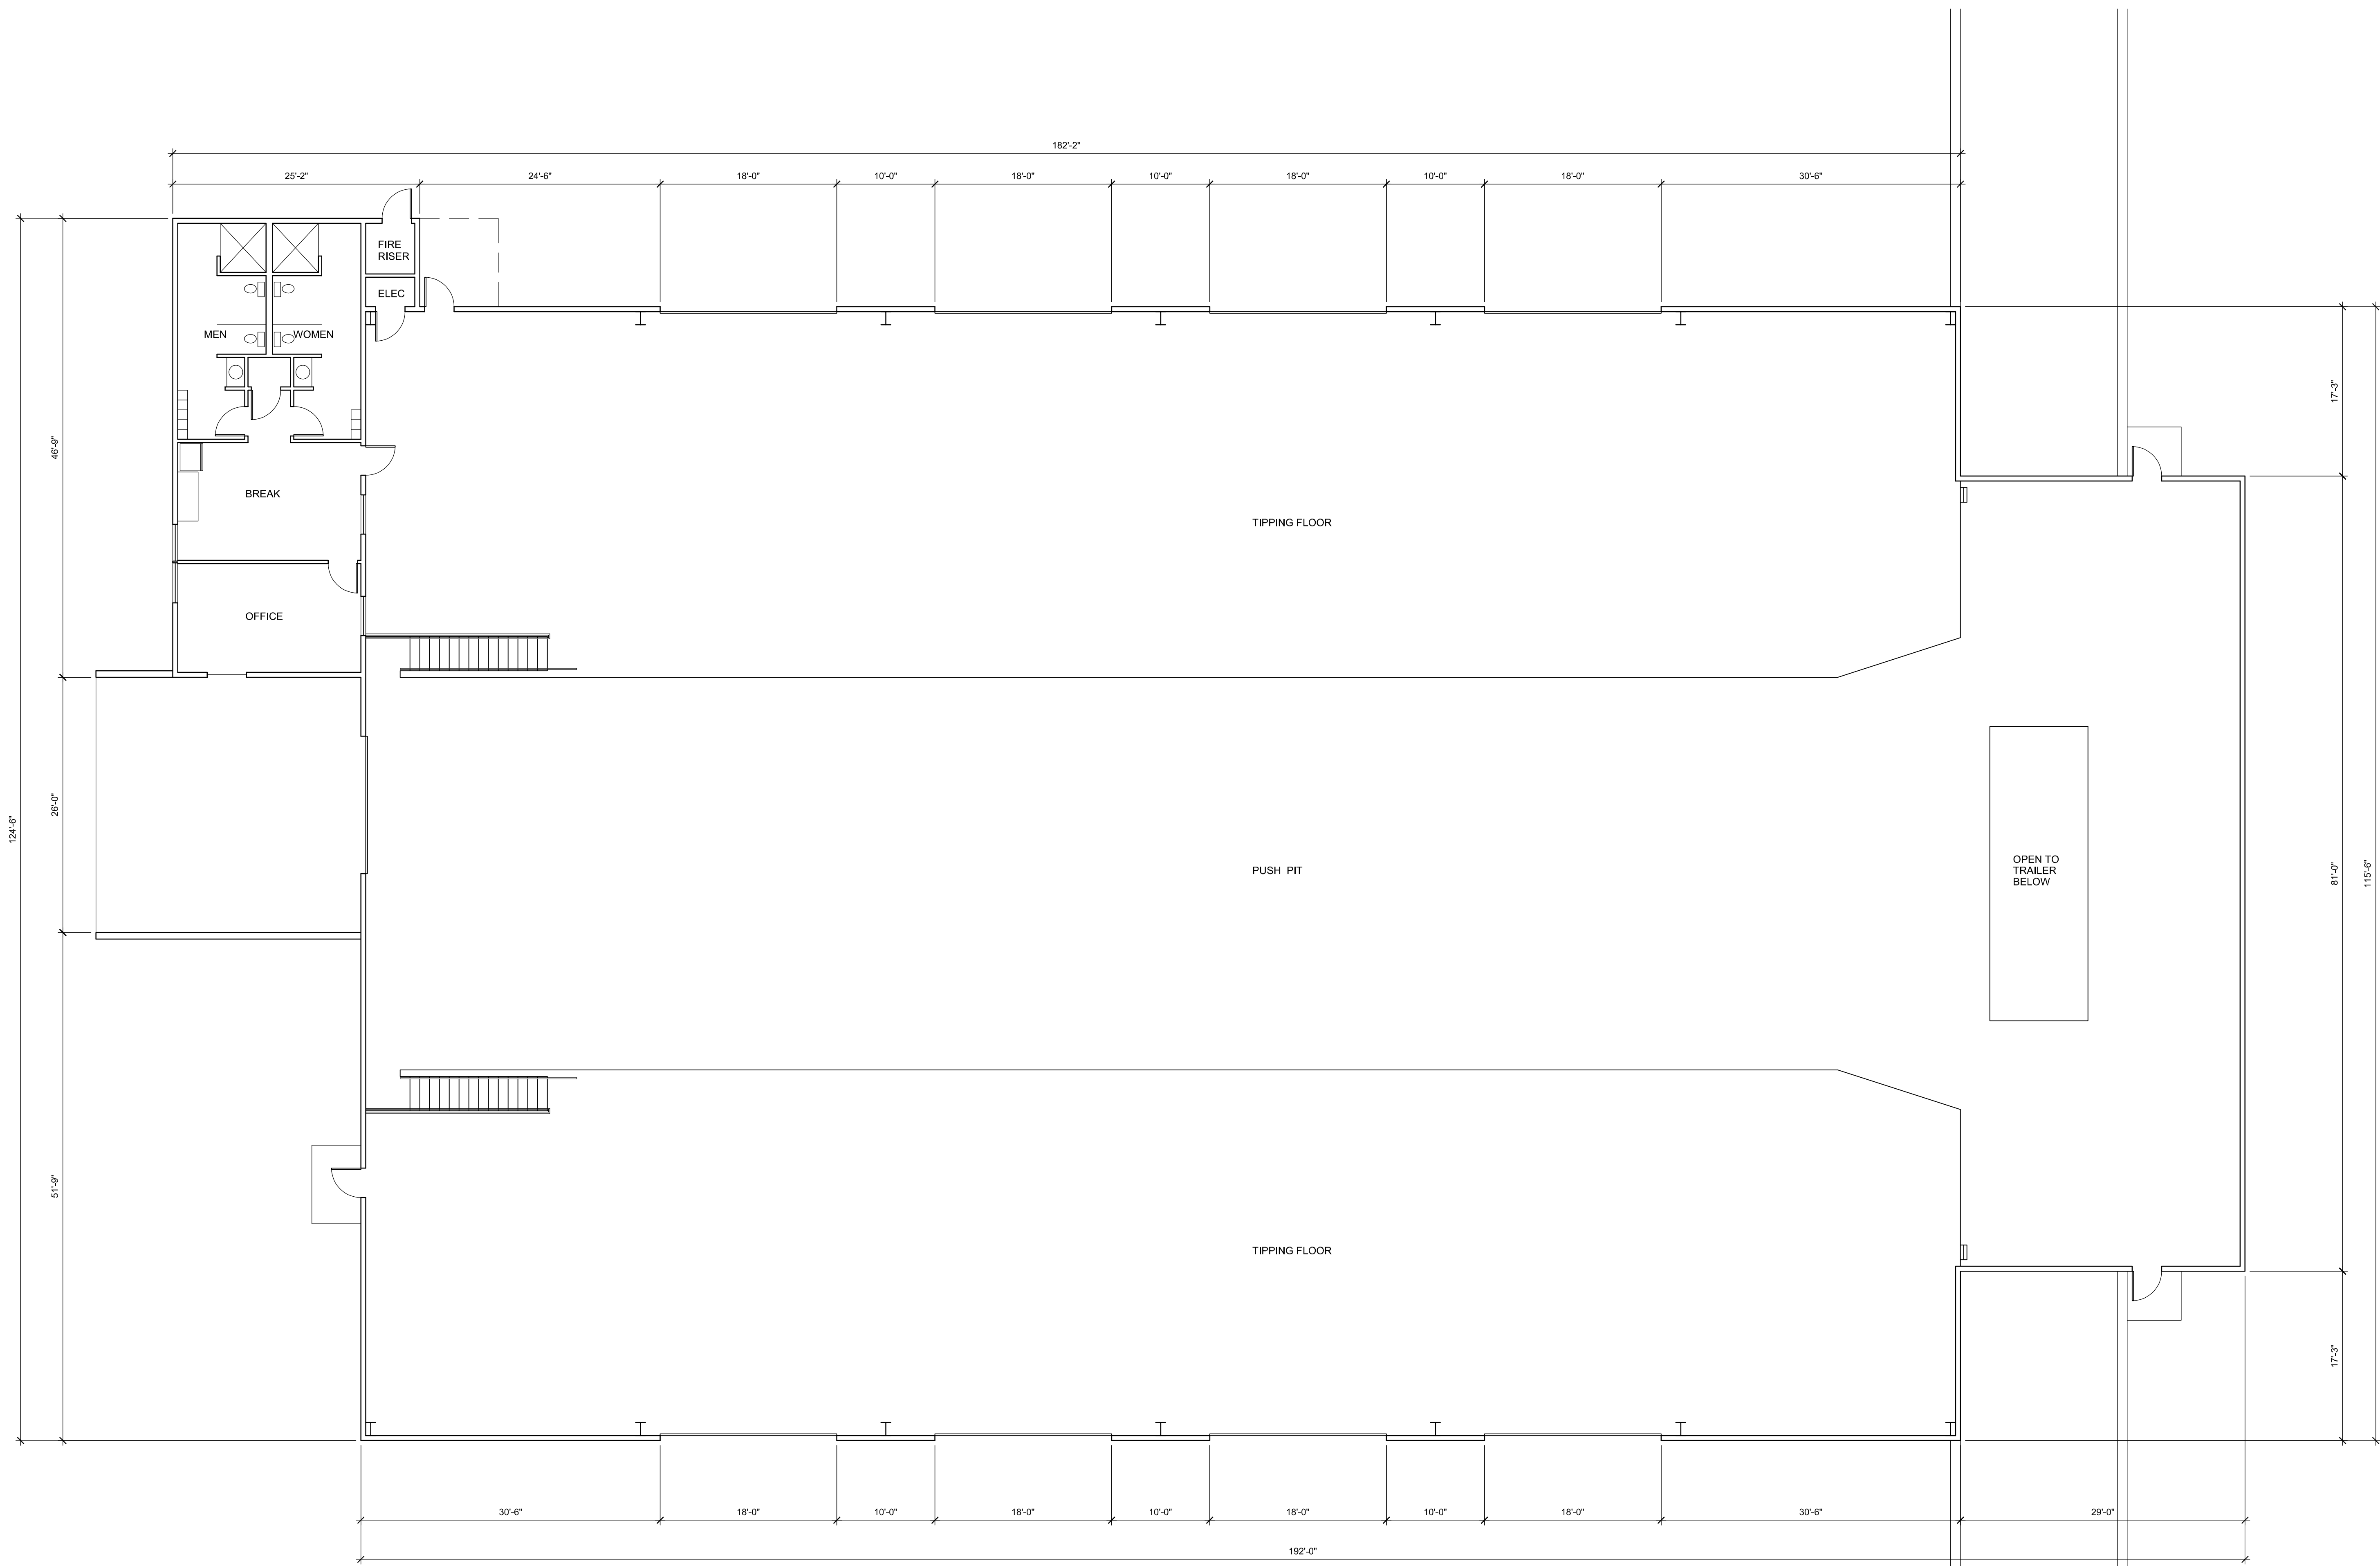 182'-2"
25'-2"
24'-6"
18'-0"
10'-0"
18'-0"
10'-0"
18'-0"
10'-0"
18'-0"
30'-6"
FIRE
RISER
ELEC
MEN
WOMEN
BREAK
OFFICE
TIPPING FLOOR
PUSH PIT
OPEN TO
TRAILER
BELOW
TIPPING FLOOR
124'-6"
46'-9"
26'-0"
51'-9"
17'-3"
81'-0"
115'-6"
17'-3"
30'-6"
18'-0"
10'-0"
18'-0"
10'-0"
18'-0"
10'-0"
18'-0"
30'-6"
29'-0"
192'-0"